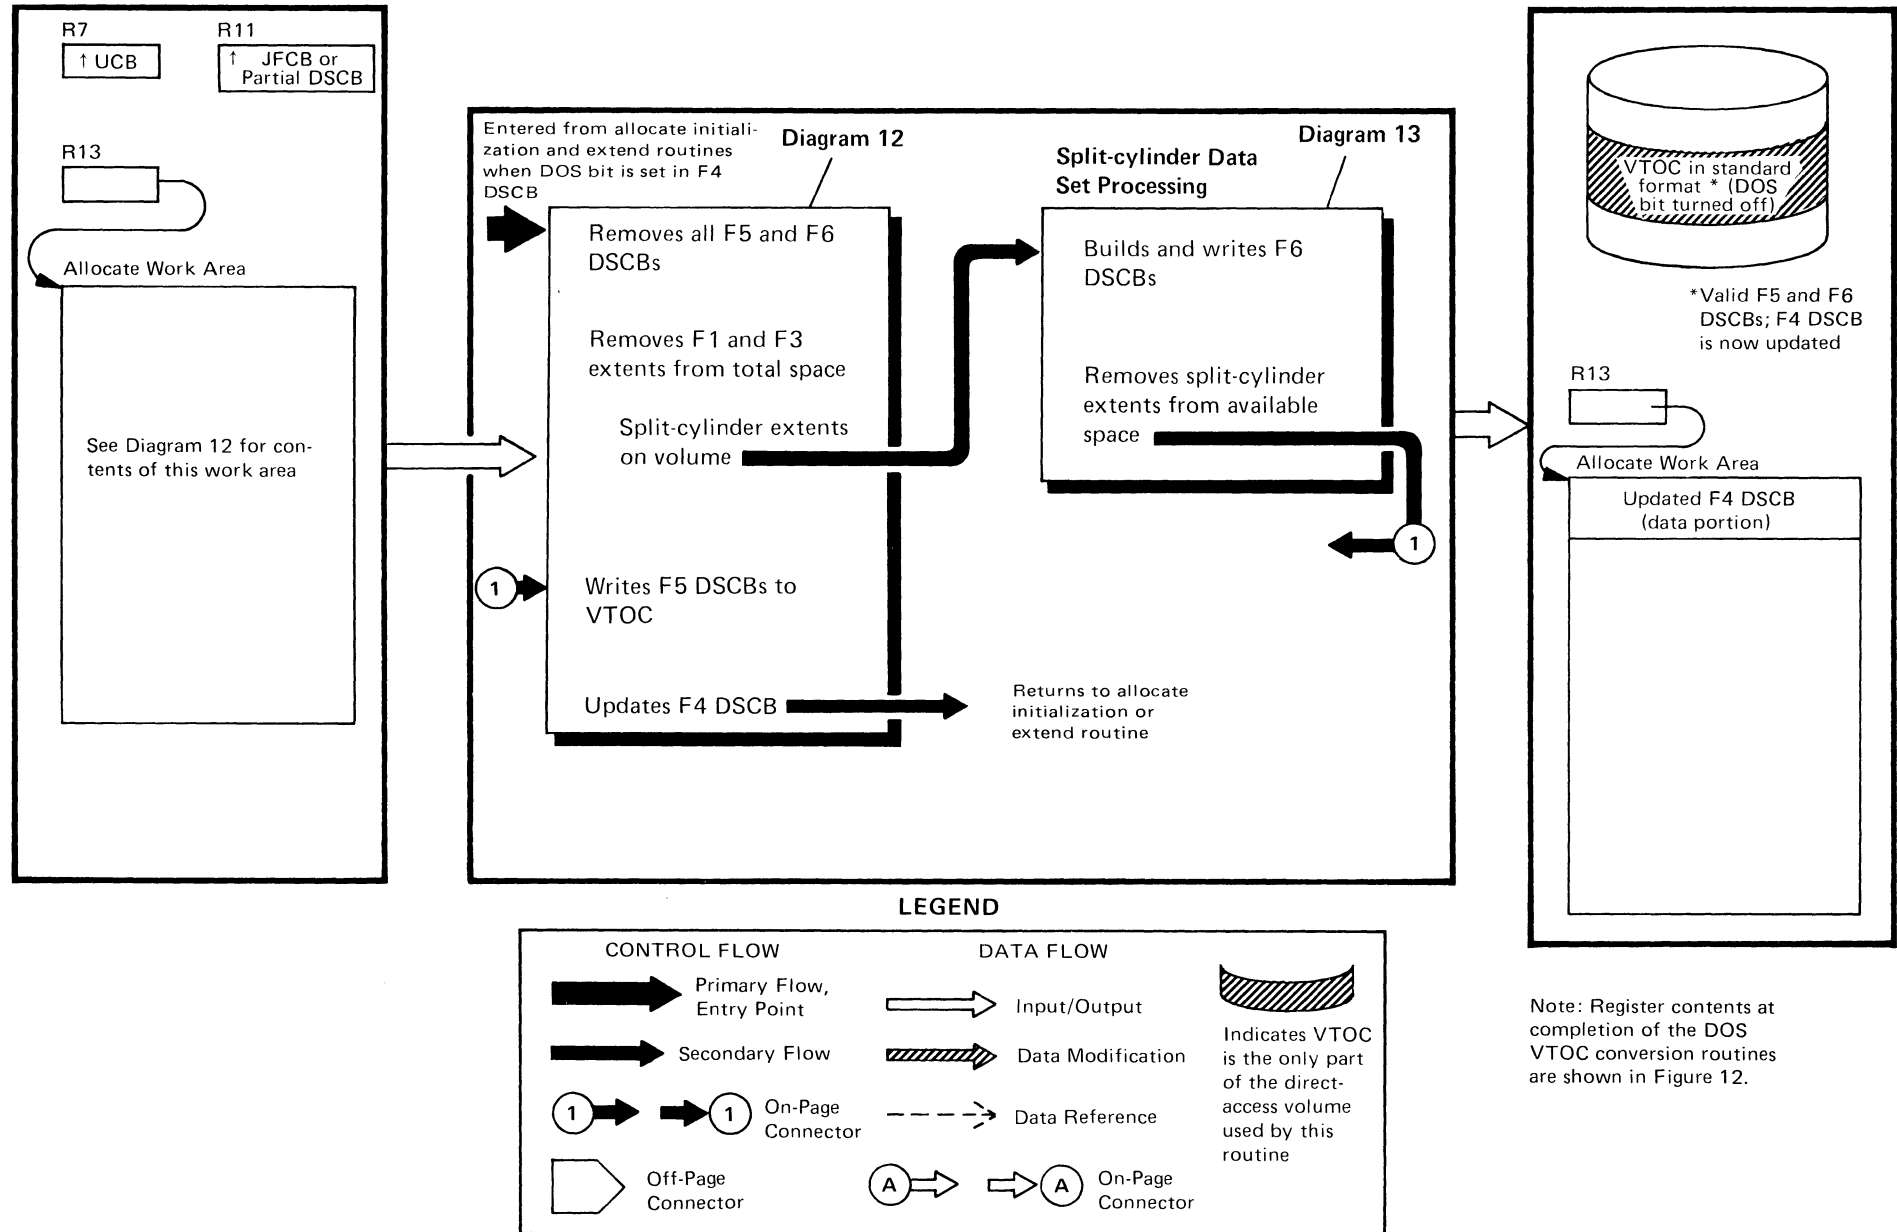 R7
↑ UCB
R11
↑ JFCB or
Partial DSCB
R13
Allocate Work Area
See Diagram 12 for con-
tents of this work area
Entered from allocate initiali-
zation and extend routines
when DOS bit is set in F4
DSCB
Diagram 12
Removes all F5 and F6
DSCBs
Removes F1 and F3
extents from total space
Split-cylinder extents
on volume
1
Writes F5 DSCBs to
VTOC
Updates F4 DSCB
Returns to allocate
initialization or
extend routine
Split-cylinder Data
Set Processing
Diagram 13
Builds and writes F6
DSCBs
Removes split-cylinder
extents from available
space
1
VTOC in standard
format * (DOS
bit turned off)
*Valid F5 and F6
DSCBs; F4 DSCB
is now updated
R13
Allocate Work Area
Updated F4 DSCB
(data portion)
LEGEND
CONTROL FLOW
Primary Flow,
Entry Point
Secondary Flow
1
1
On-Page
Connector
Off-Page
Connector
DATA FLOW
Input/Output
Data Modification
Data Reference
A
A
On-Page
Connector
Indicates VTOC
is the only part
of the direct-
access volume
used by this
routine
Note: Register contents at
completion of the DOS
VTOC conversion routines
are shown in Figure 12.